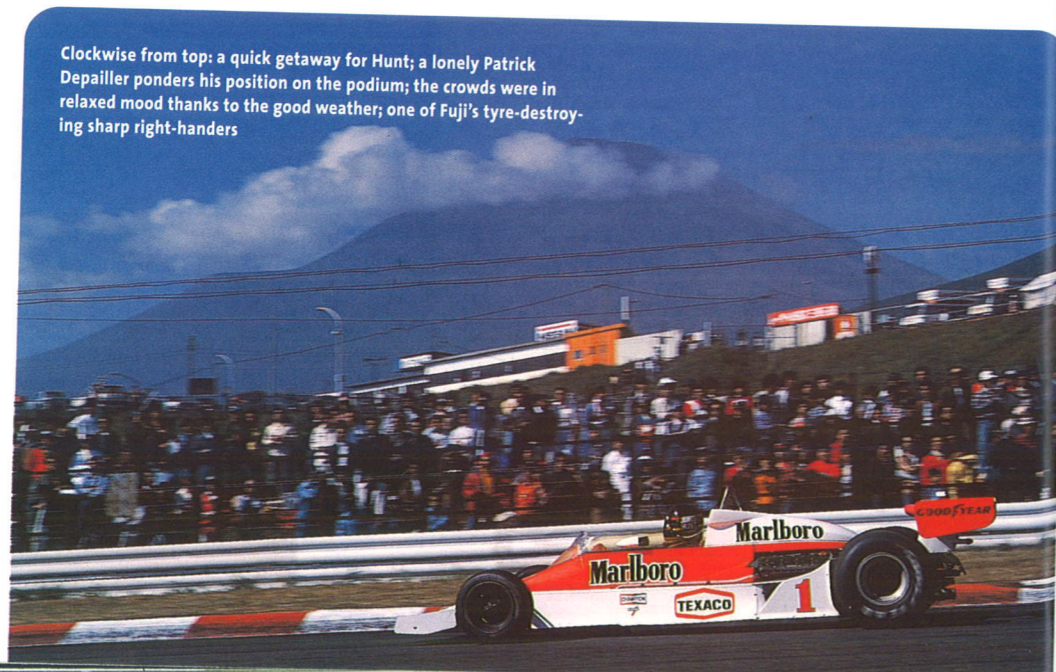 Clockwise from top: a quick getaway for Hunt; a lonely Patrick
Depailler ponders his position on the podium; the crowds were in
relaxed mood thanks to the good weather; one of Fuji's tyre-destroy-
ing sharp right-handers
GOODYEAR
Marlboro
Marlboro
CHAMPION
TEXACO
1